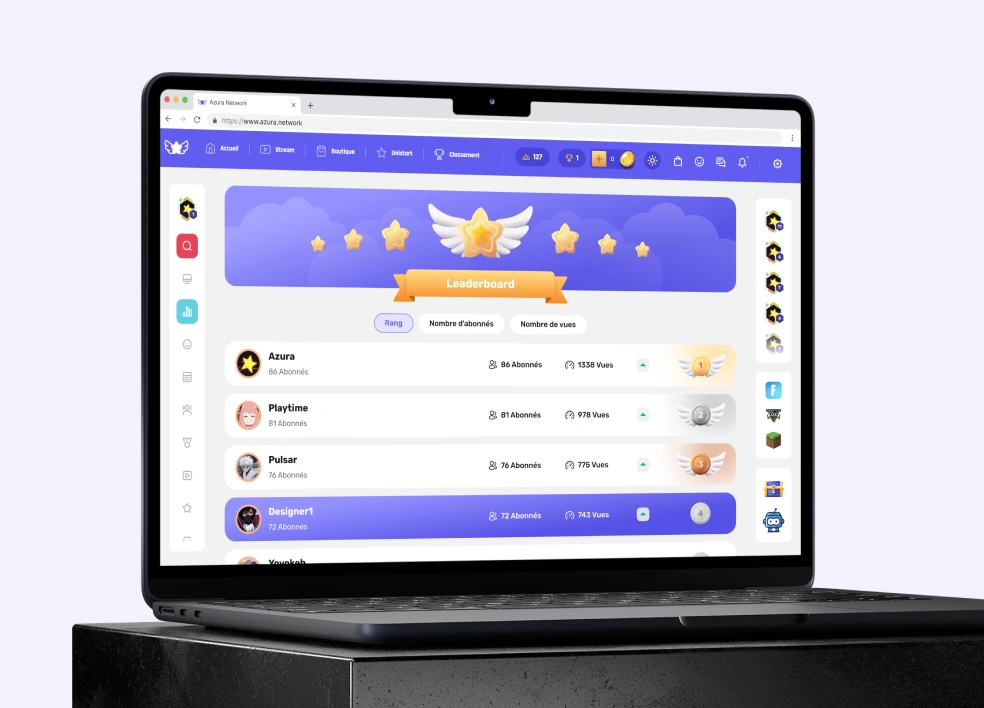 Azura Network
https://www.azura.network
Accueil
Stream
Boutique
Unistart
Classement
127
1
0
Leaderboard
Rang
Nombre d'abonnés
Nombre de vues
Azura
86 Abonnés
86 Abonnés
1338 Vues
1
Playtime
81 Abonnés
81 Abonnés
978 Vues
2
Pulsar
76 Abonnés
76 Abonnés
775 Vues
3
Designer1
72 Abonnés
72 Abonnés
743 Vues
4